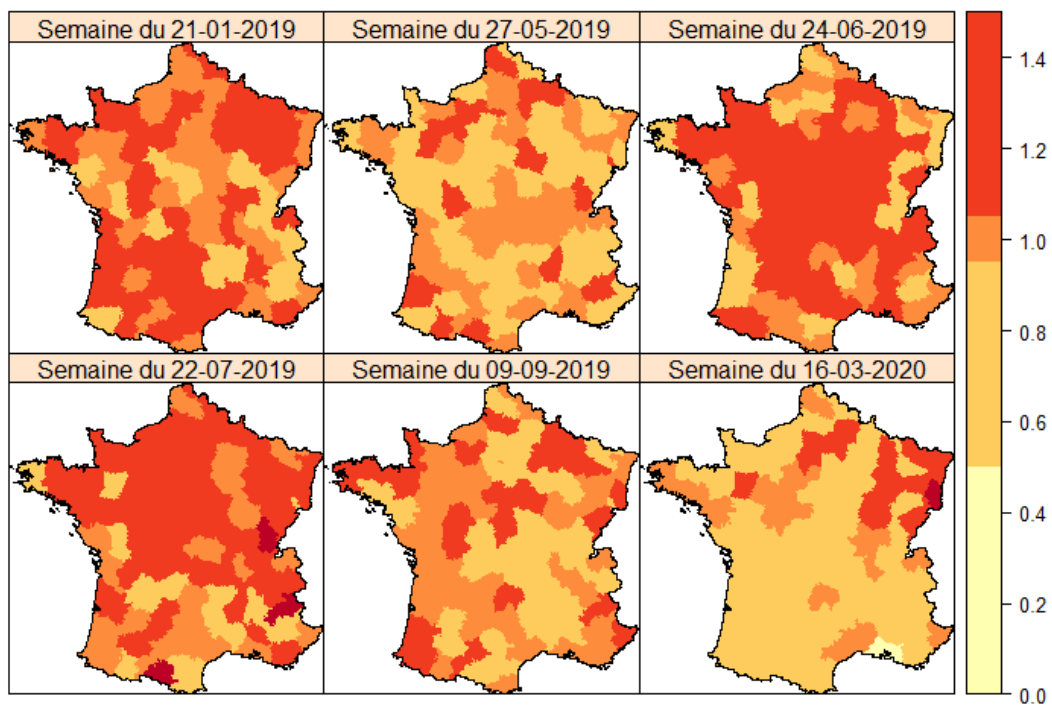 Semaine du 21-01-2019
Semaine du 27-05-2019
Semaine du 24-06-2019
Semaine du 22-07-2019
Semaine du 09-09-2019
Semaine du 16-03-2020
1.4
1.2
1.0
0.8
0.6
0.4
0.2
0.0